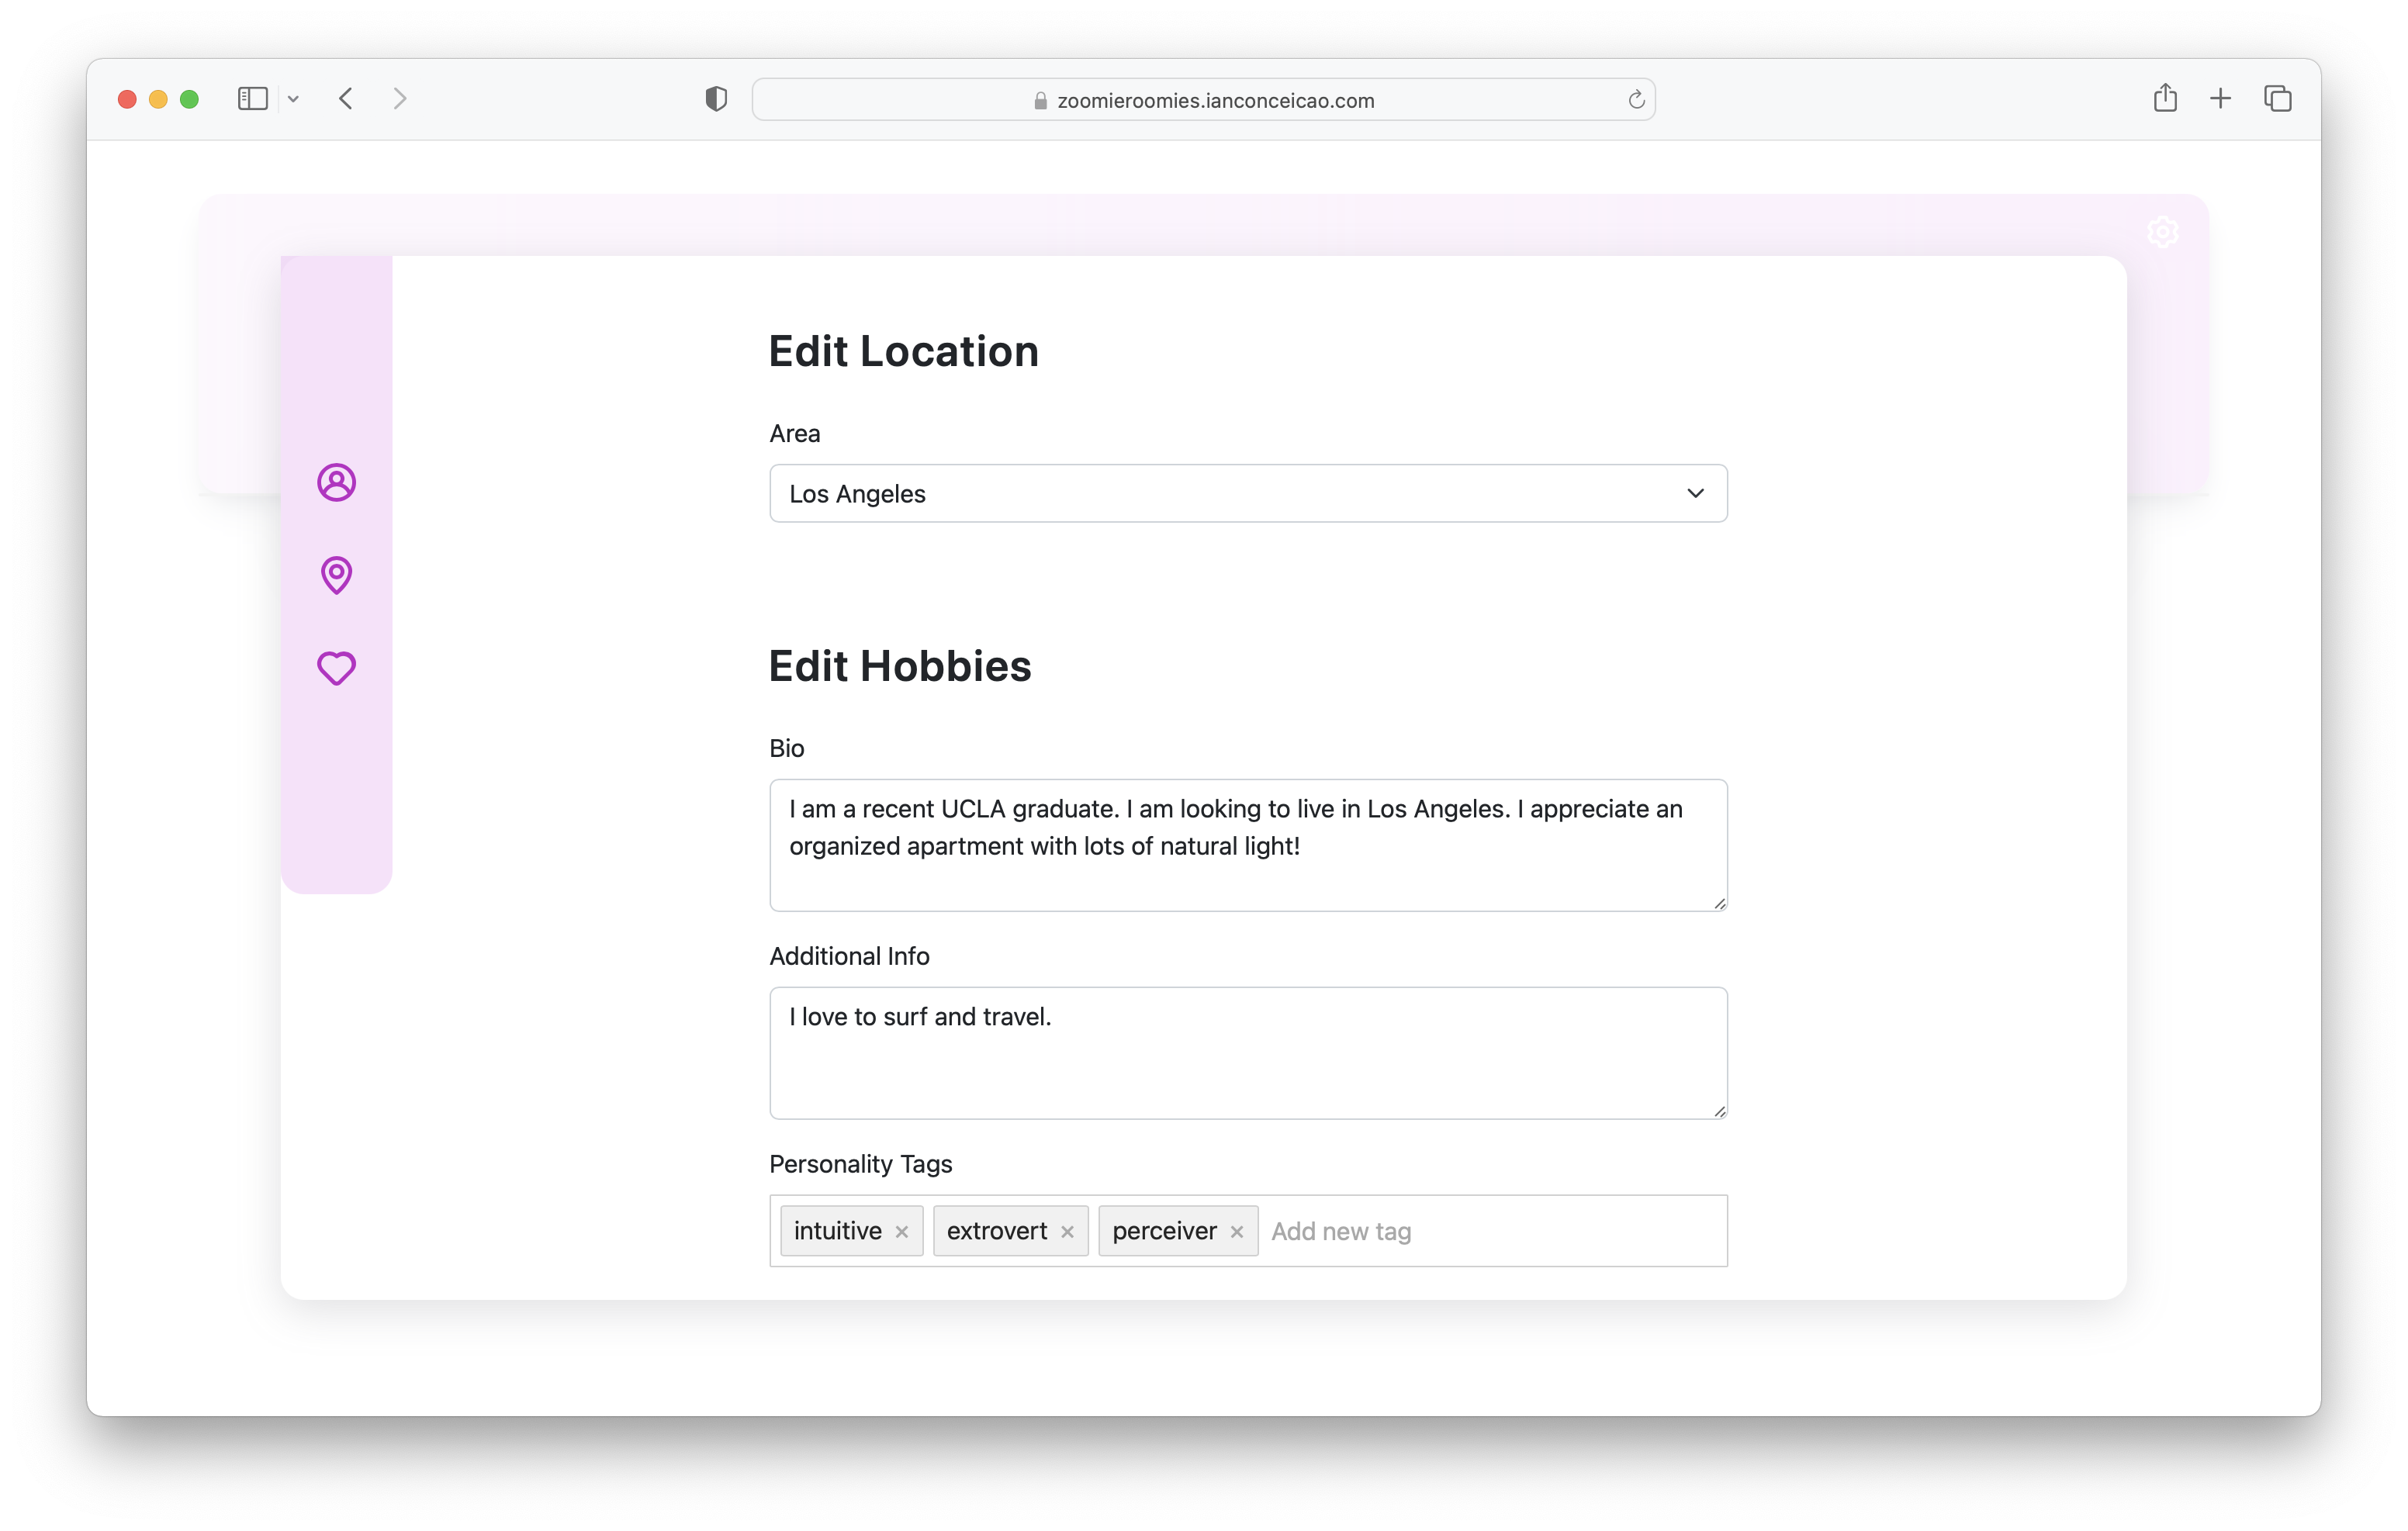 zoomieroomies.ianconceicao.com
Edit Location
Area
Los Angeles
Edit Hobbies
Bio
I am a recent UCLA graduate. I am looking to live in Los Angeles. I appreciate an
organized apartment with lots of natural light!
Additional Info
I love to surf and travel.
Personality Tags
intuitive × extrovert × perceiver × Add new tag